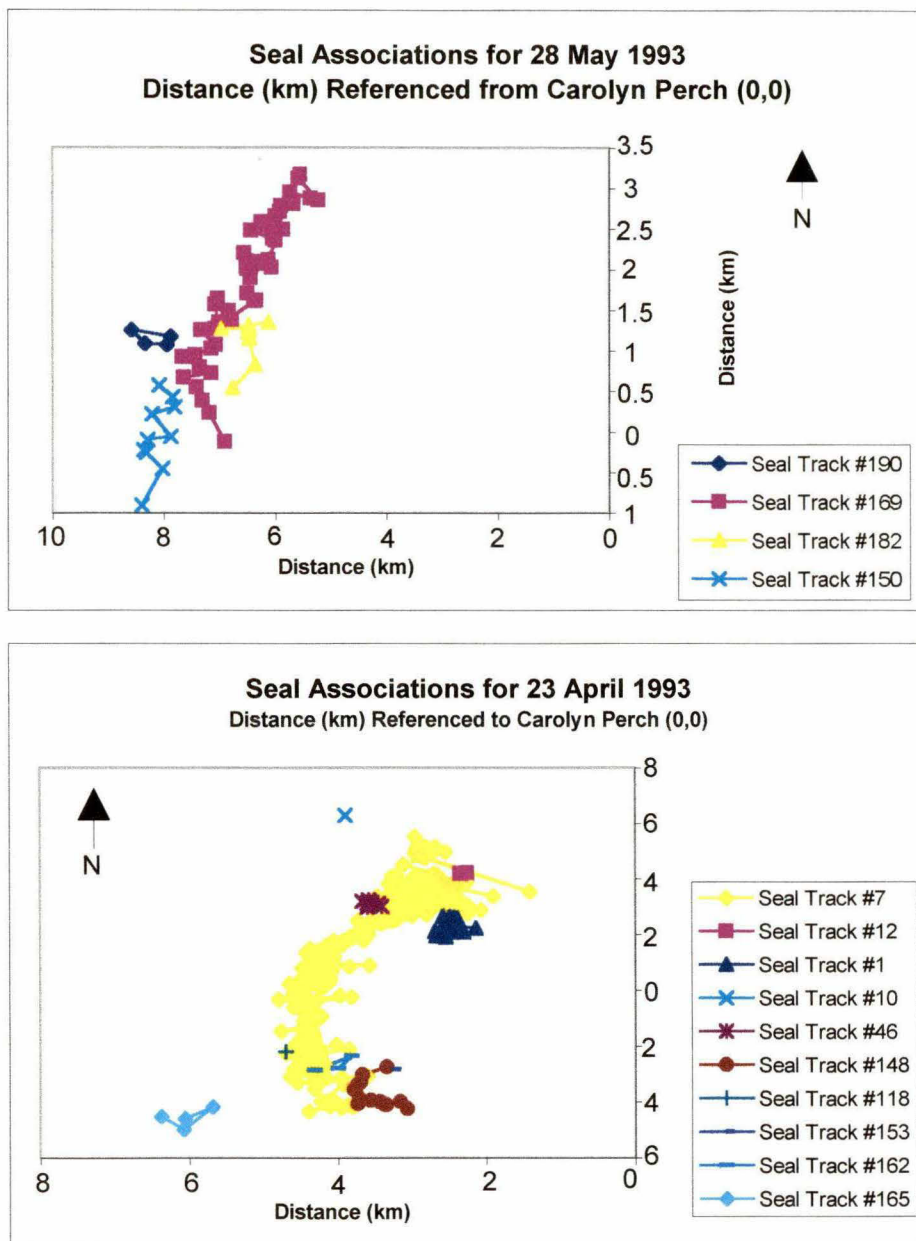 Seal Associations for 28 May 1993
Distance (km) Referenced from Carolyn Perch (0,0)
3.5
3
2.5
2
1.5
1
0.5
0
0.5
1
Distance (km)
N
10
8
6
4
2
0
Distance (km)
Seal Track #190
Seal Track #169
Seal Track #182
Seal Track #150
Seal Associations for 23 April 1993
Distance (km) Referenced to Carolyn Perch (0,0)
N
8
6
4
2
0
2
4
6
8
6
4
2
0
Distance (km)
Seal Track #7
Seal Track #12
Seal Track #1
Seal Track #10
Seal Track #46
Seal Track #148
Seal Track #118
Seal Track #153
Seal Track #162
Seal Track #165